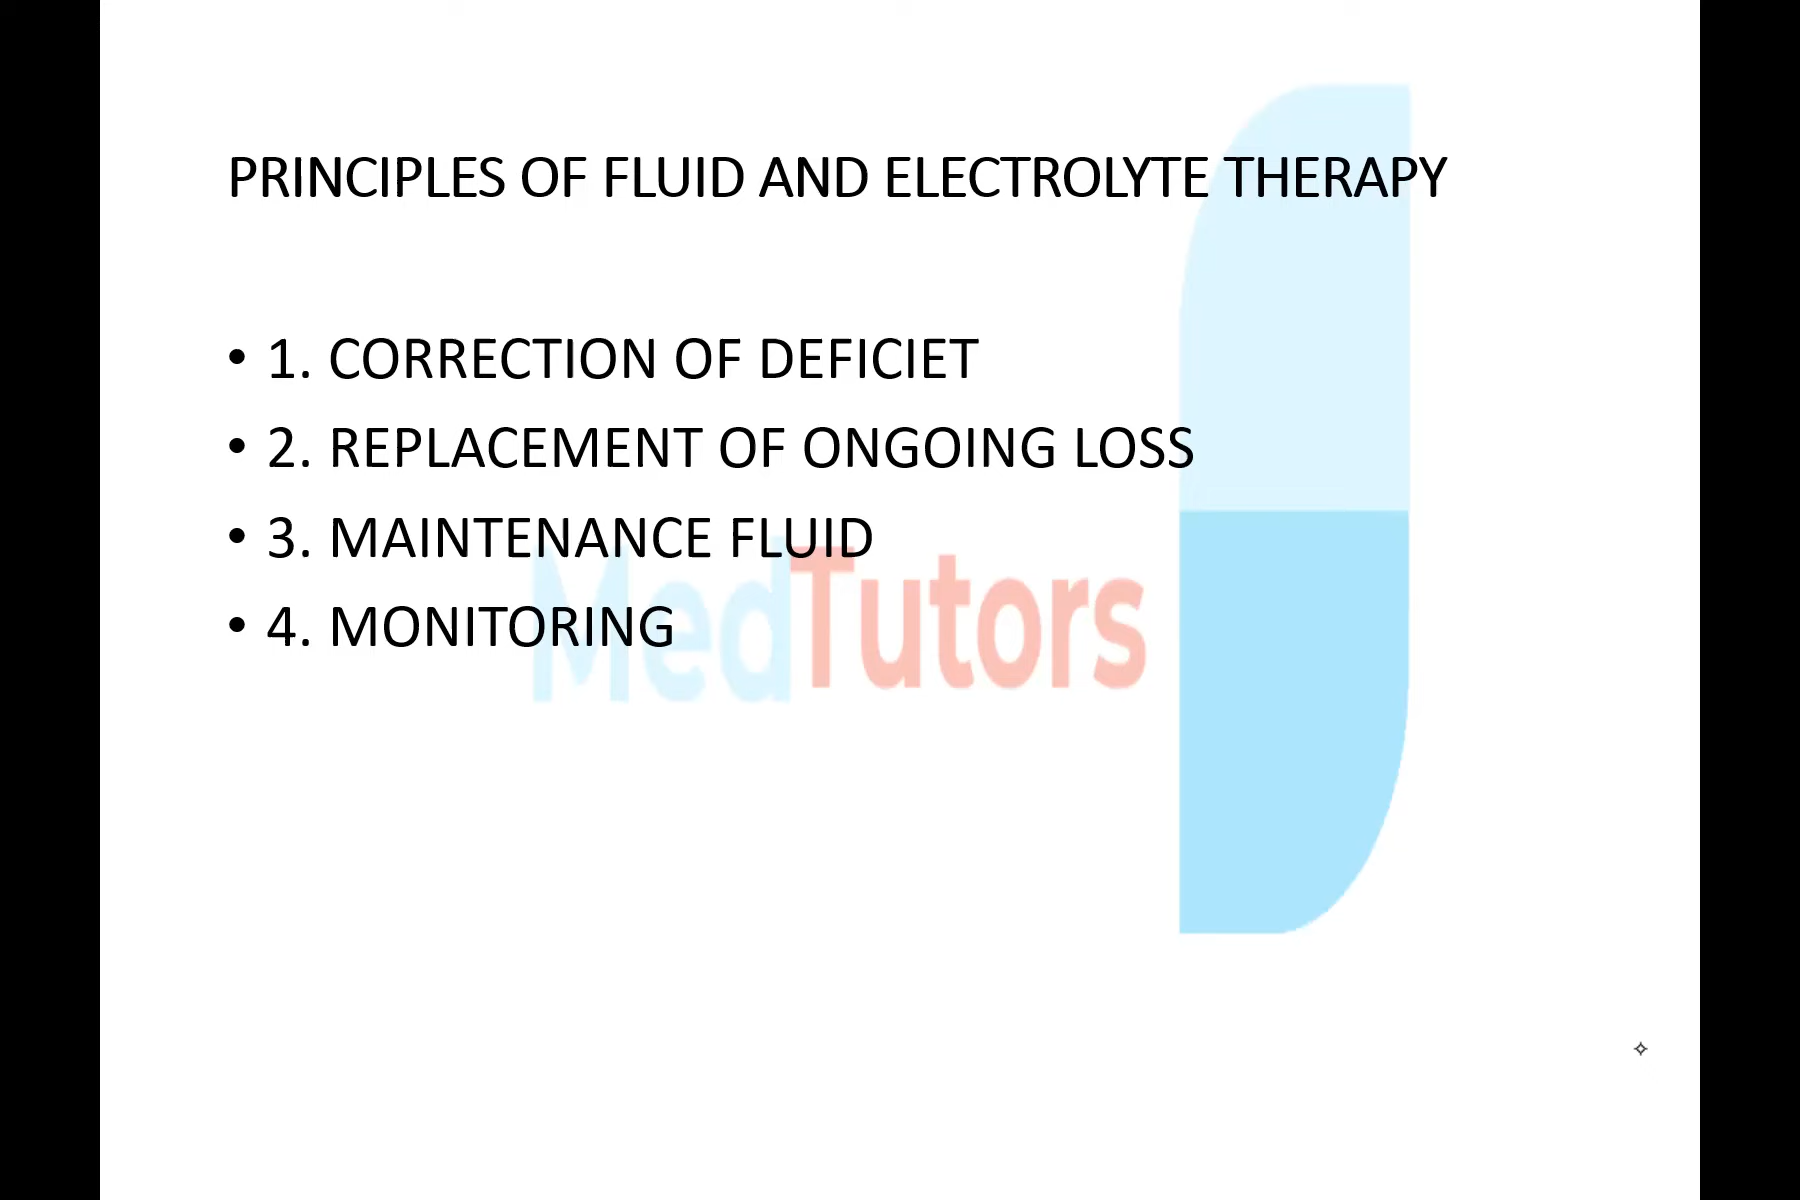 PRINCIPLES OF FLUID AND ELECTROLYTE THERAPY
• 1. CORRECTION OF DEFICIET
• 2. REPLACEMENT OF ONGOING LOSS
• 3. MAINTENANCE FLUID
• 4. MONITORING
MedTutors